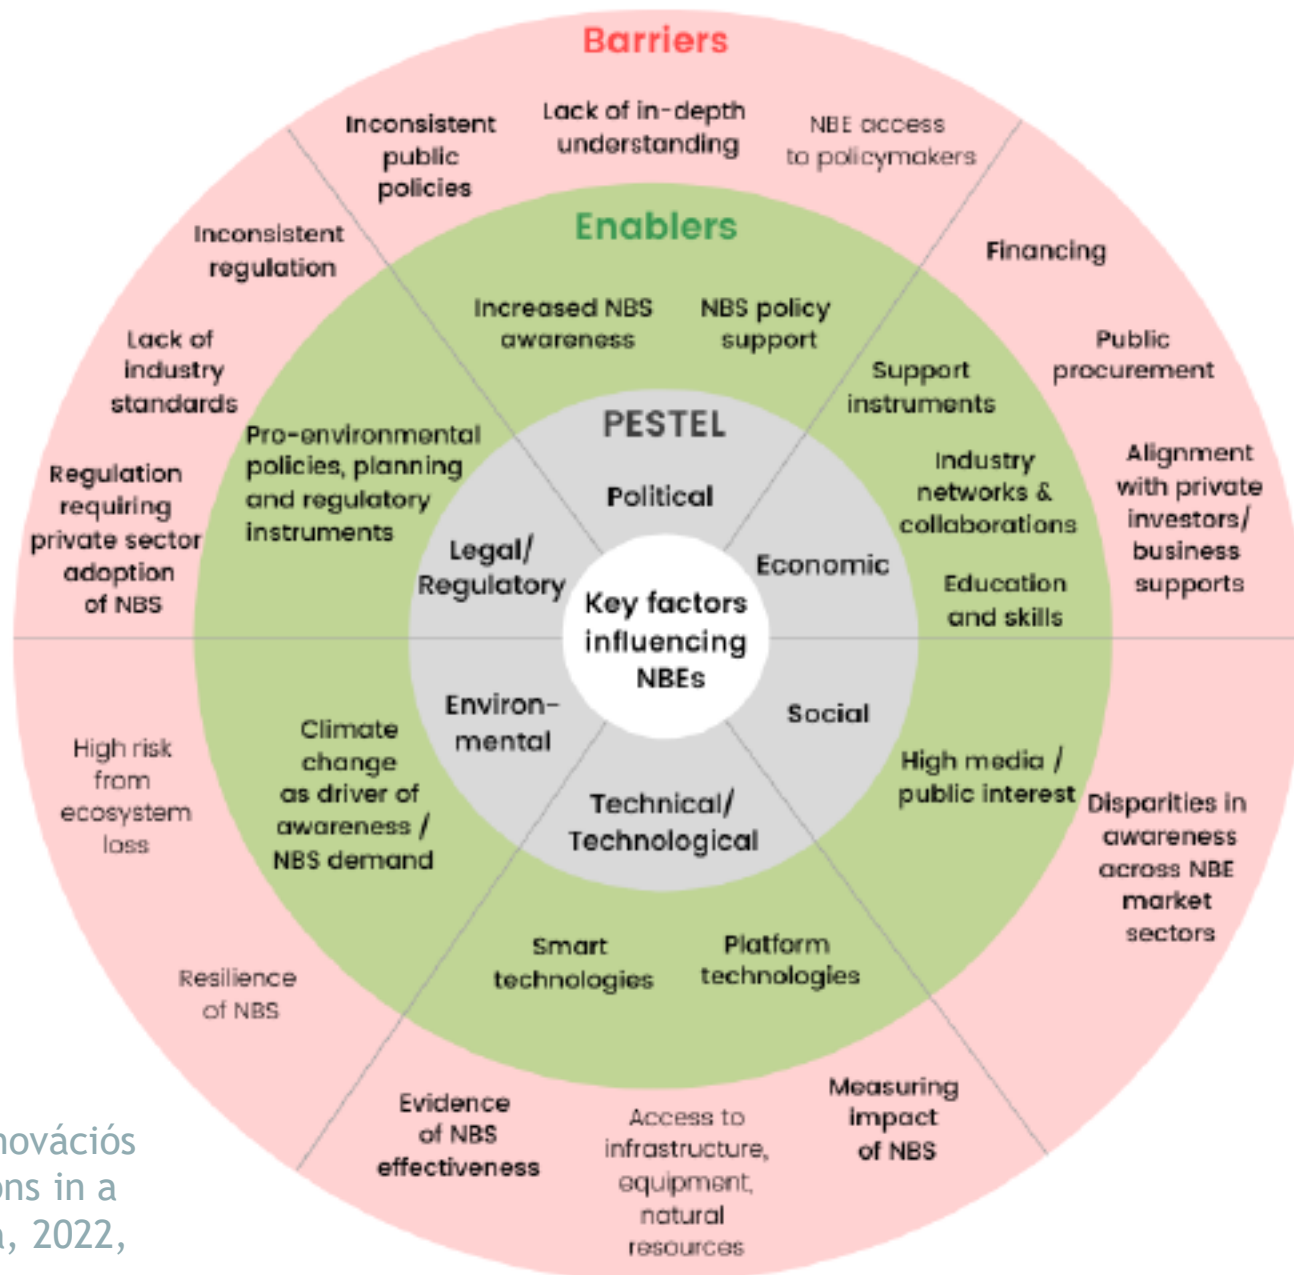 Barriers
Inconsistent
public
policies
Lack of in-depth
understanding
NBE access
to policymakers
Inconsistent
regulation
Lack of
industry
standards
Regulation
requiring
private sector
adoption
of NBS
Financing
Public
procurement
Alignment
with private
investors/
business
supports
Enablers
Increased NBS
awareness
NBS policy
support
Pro-environmental
policies, planning
and regulatory
instruments
Support
instruments
Industry
networks &
collaborations
Education
and skills
PESTEL
Political
Legal/
Regulatory
Economic
Key factors
influencing
NBEs
Environ-
mental
Social
Technical/
Technological
Climate
change
as driver of
awareness /
NBS demand
High media /
public interest
Smart
technologies
Platform
technologies
High risk
from
ecosystem
loss
Resilience
of NBS
Disparities in
awareness
across NBE
market
sectors
Evidence
of NBS
effectiveness
Access to
infrastructure,
equipment,
natural
resources
Measuring
impact
of NBS
novációs
ons in a
, 2022,